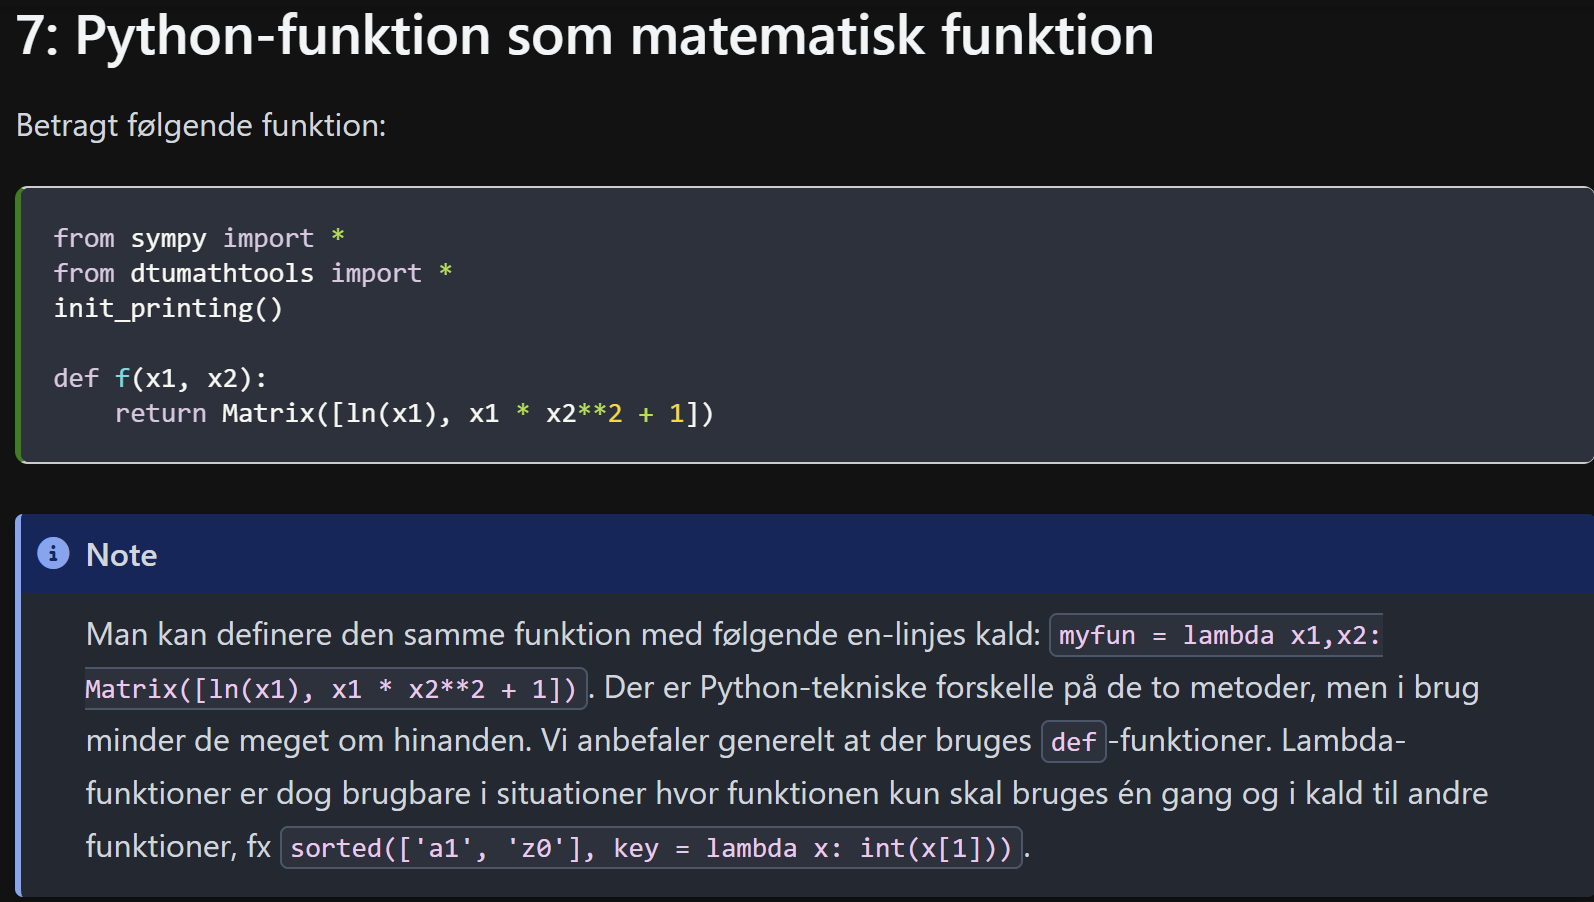 7: Python-funktion som matematisk funktion
Betragt følgende funktion:
from sympy import *
from dtumathtools import *
init_printing()
def f(x1, x2):
    return Matrix([ln(x1), x1 * x2**2 + 1])
Note
Man kan definere den samme funktion med følgende en-linjes kald: myfun = lambda x1,x2:
Matrix([ln(x1), x1 * x2**2 + 1]). Der er Python-tekniske forskelle på de to metoder, men i brug
minder de meget om hinanden. Vi anbefaler generelt at der bruges def-funktioner. Lambda-
funktioner er dog brugbare i situationer hvor funktionen kun skal bruges én gang og i kald til andre
funktioner, fx sorted(['a1', 'z0'], key = lambda x: int(x[1])).